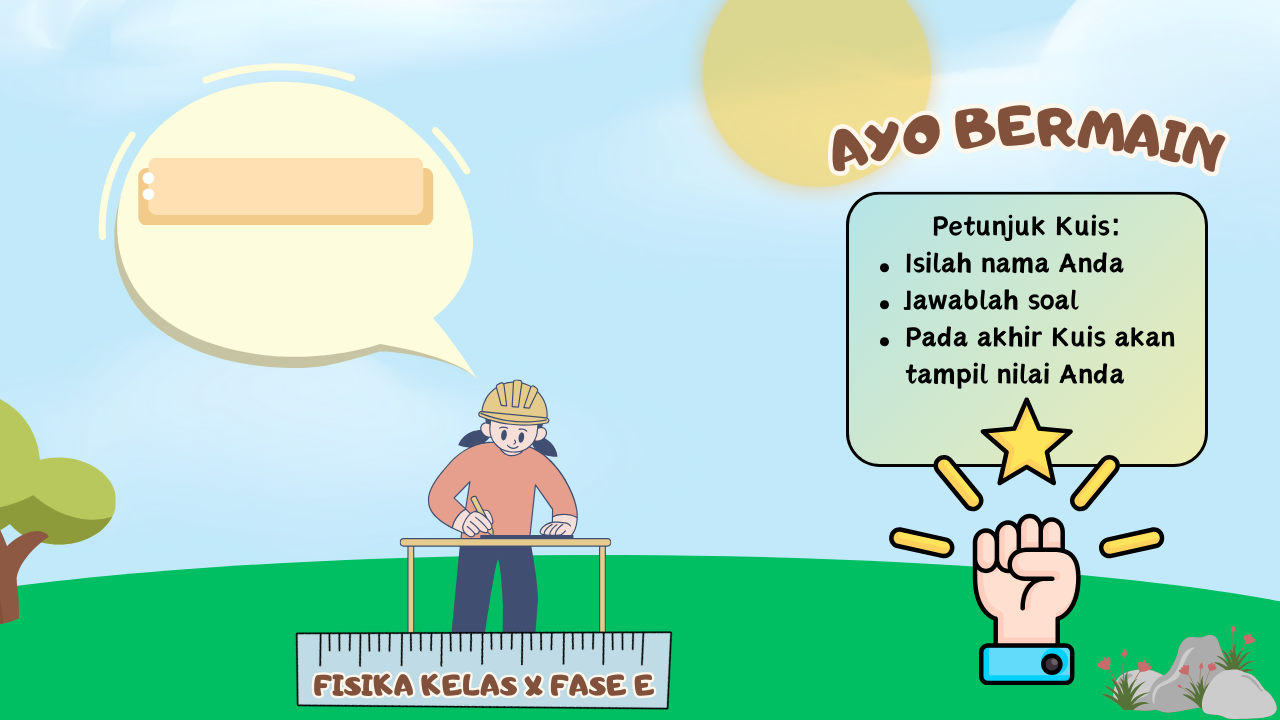 AYO BERMAIN
Petunjuk Kuis:
• Isilah nama Anda
• Jawablah soal
• Pada akhir Kuis akan
tampil nilai Anda
FISIKA KELAS X FASE E